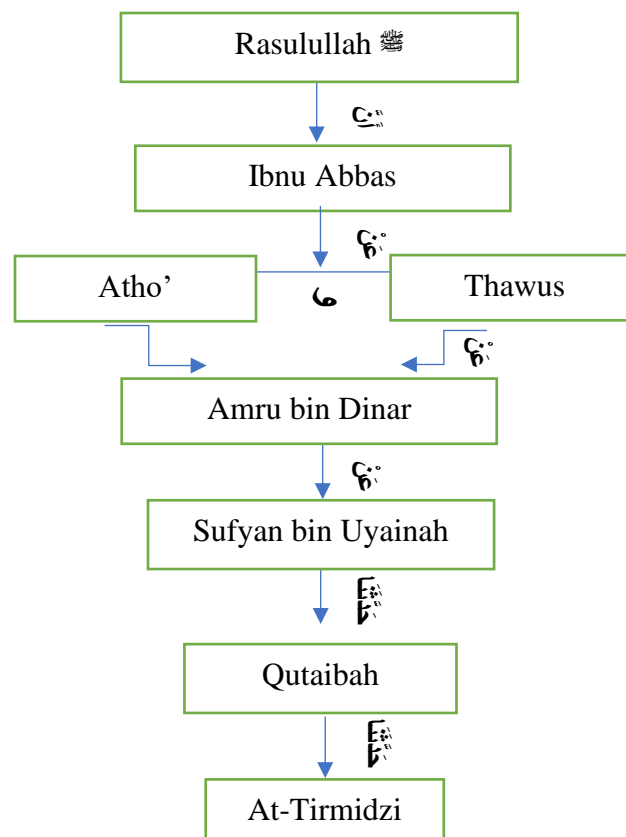 Rasulullah ﷺ
Ibnu Abbas
عَنْ
Atho’
و
Thawus
عَنْ
Amru bin Dinar
عَنْ
Sufyan bin Uyainah
Qutaibah
At-Tirmidzi